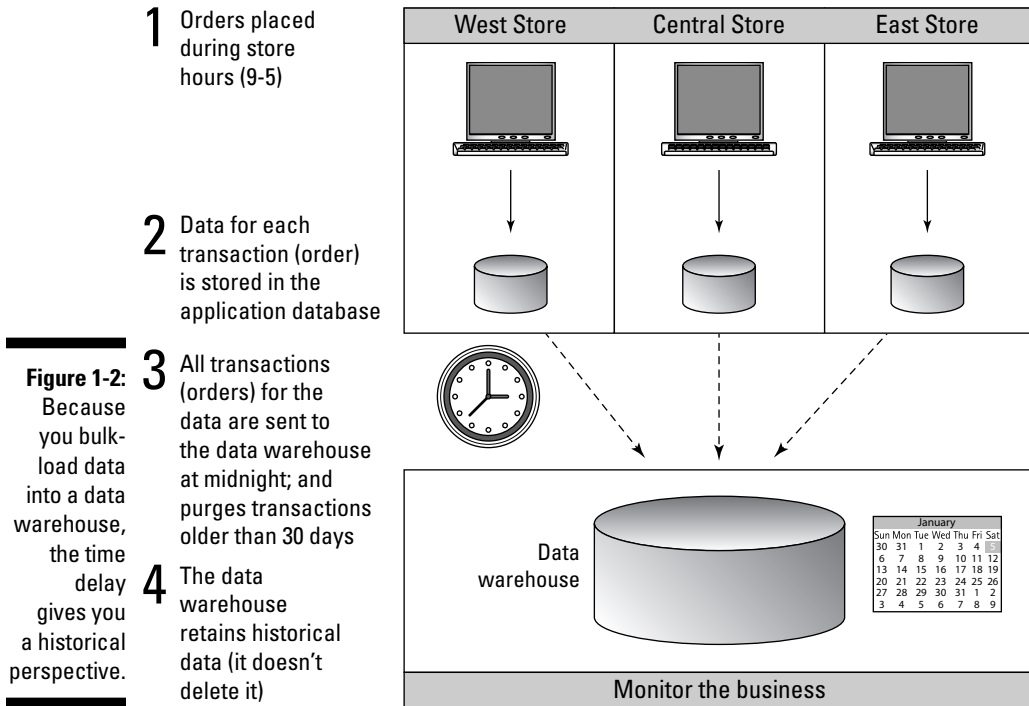 1 Orders placed
during store
hours (9-5)
2 Data for each
transaction (order)
is stored in the
application database
3 All transactions
(orders) for the
data are sent to
the data warehouse
at midnight; and
purges transactions
older than 30 days
4 The data
warehouse
retains historical
data (it doesn't
delete it)
Figure 1-2:
Because
you bulk-
load data
into a data
warehouse,
the time
delay
gives you
a historical
perspective.
West Store Central Store East Store
Data
warehouse
January
Sun Mon Tue Wed Thu Fri Sat
30 31 1 2 3 4 5
6 7 8 9 10 11 12
13 14 15 16 17 18 19
20 21 22 23 24 25 26
27 28 29 30 31 1 2
3 4 5 6 7 8 9
Monitor the business